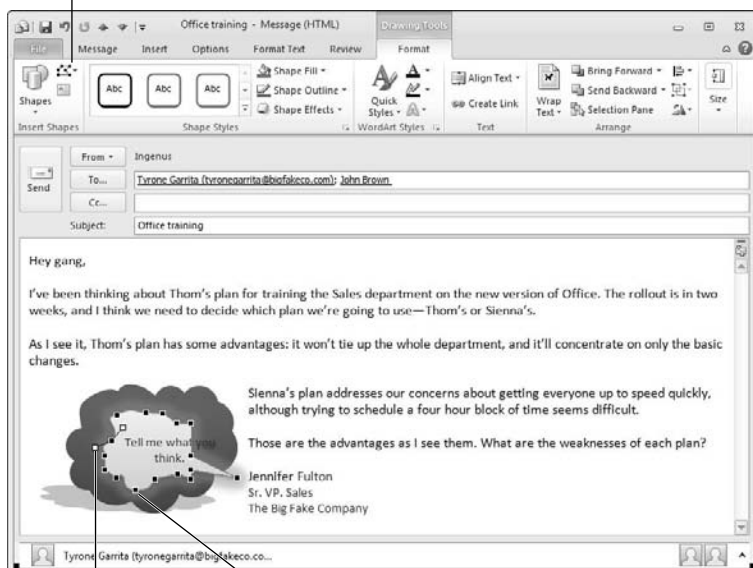 Office training - Message (HTML)
Drawing Tools
File Message Insert Options Format Text Review Format
Shapes
Insert Shapes
Abc Abc Abc
Shape Fill
Shape Outline
Shape Effects
Shape Styles
Quick Styles
WordArt Styles
Align Text
Create Link
Text
Wrap Text
Bring Forward
Send Backward
Selection Pane
Arrange
Size
Send
From Ingenus
To... Tyrone Garrita (tyronegarrita@bigfakeco.com); John Brown
Cc...
Subject: Office training
Hey gang,
I've been thinking about Thom's plan for training the Sales department on the new version of Office. The rollout is in two
weeks, and I think we need to decide which plan we're going to use—Thom's or Sienna's.
As I see it, Thom's plan has some advantages: it won't tie up the whole department, and it'll concentrate on only the basic
changes.
Sienna's plan addresses our concerns about getting everyone up to speed quickly,
although trying to schedule a four hour block of time seems difficult.
Tell me what you
think.
Those are the advantages as I see them. What are the weaknesses of each plan?
Jennifer Fulton
Sr. VP. Sales
The Big Fake Company
Tyrone Garrita (tyronegarrita@bigfakeco.co...